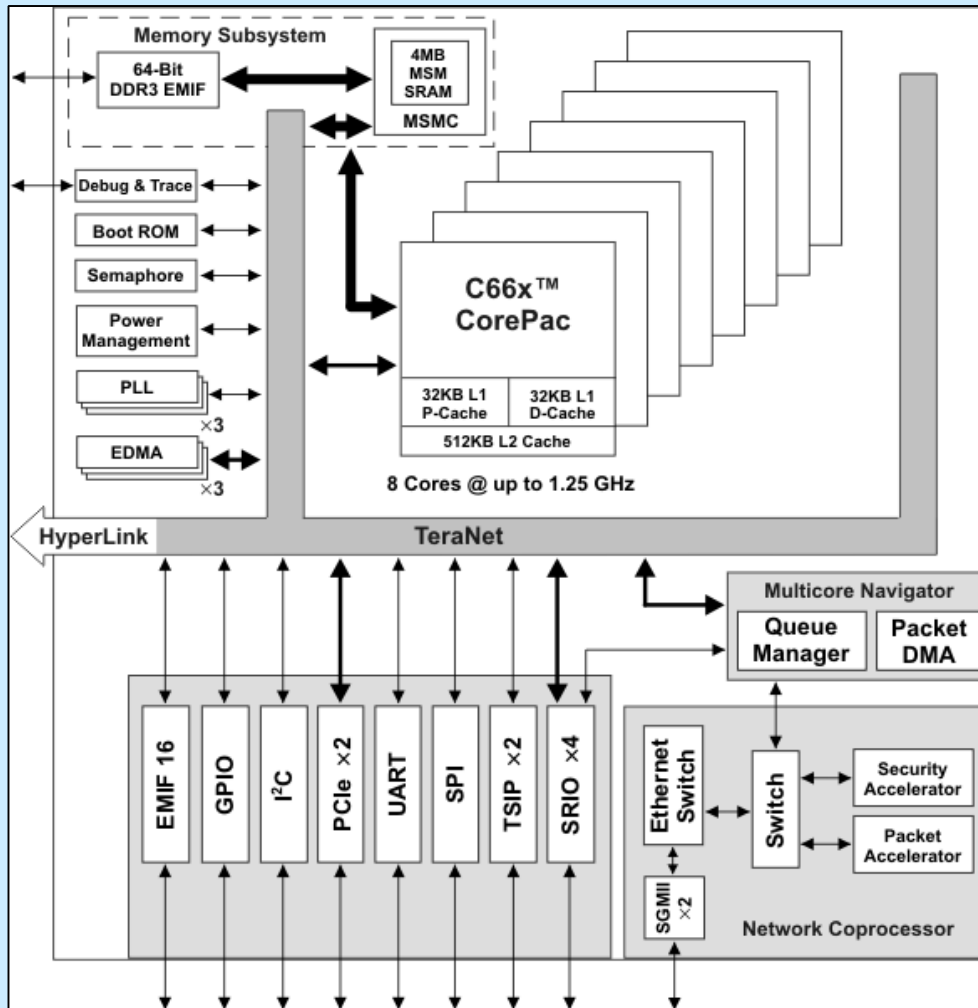 Memory Subsystem
64-Bit
DDR3 EMIF
4MB
MSM
SRAM
MSMC
Debug & Trace
Boot ROM
Semaphore
Power
Management
PLL
×3
EDMA
×3
C66x™
CorePac
32KB L1
P-Cache
32KB L1
D-Cache
512KB L2 Cache
8 Cores @ up to 1.25 GHz
HyperLink
TeraNet
Multicore Navigator
Queue
Manager
Packet
DMA
EMIF 16
GPIO
I²C
PCIe ×2
UART
SPI
TSIP ×2
SRIO ×4
Ethernet
Switch
Switch
Security
Accelerator
Packet
Accelerator
SGMII
×2
Network Coprocessor